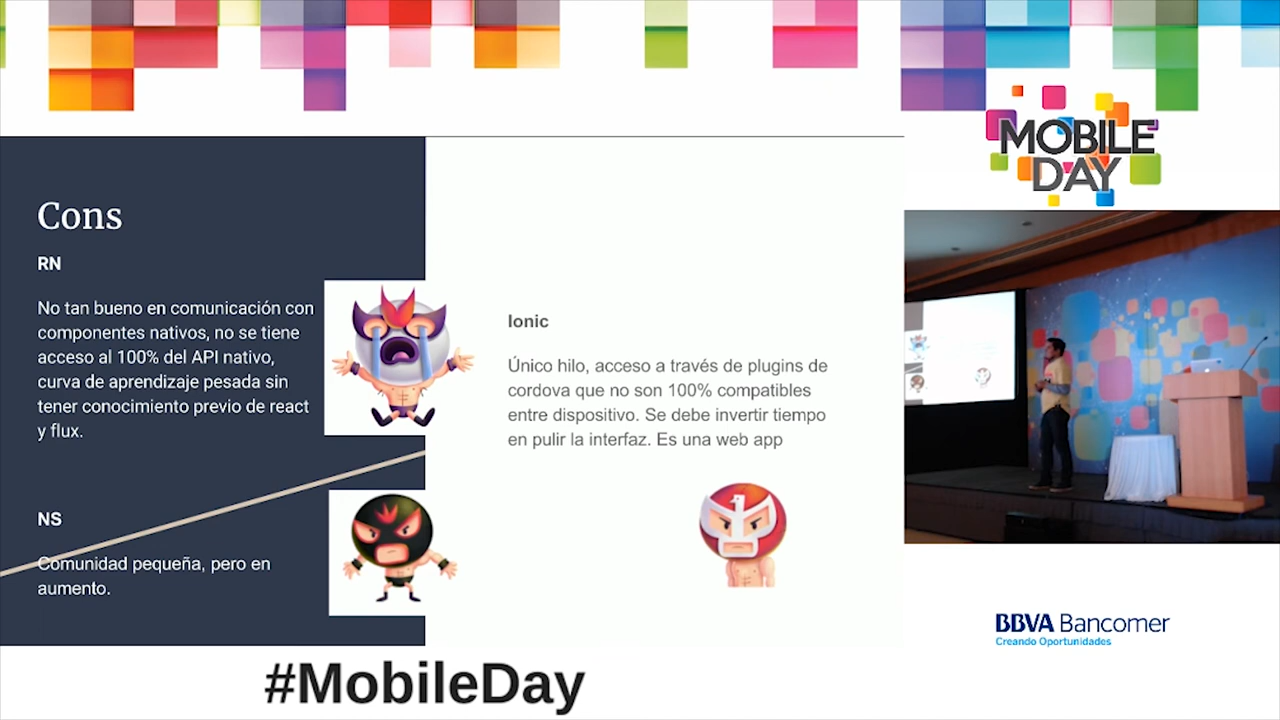 MOBILE
DAY
Cons
RN
No tan bueno en comunicación con
componentes nativos, no se tiene
acceso al 100% del API nativo,
curva de aprendizaje pesada sin
tener conocimiento previo de react
y flux.
NS
Comunidad pequeña, pero en
aumento.
Ionic
Único hilo, acceso a través de plugins de
cordova que no son 100% compatibles
entre dispositivo. Se debe invertir tiempo
en pulir la interfaz. Es una web app
BBVA Bancomer
Creando Oportunidades
#MobileDay